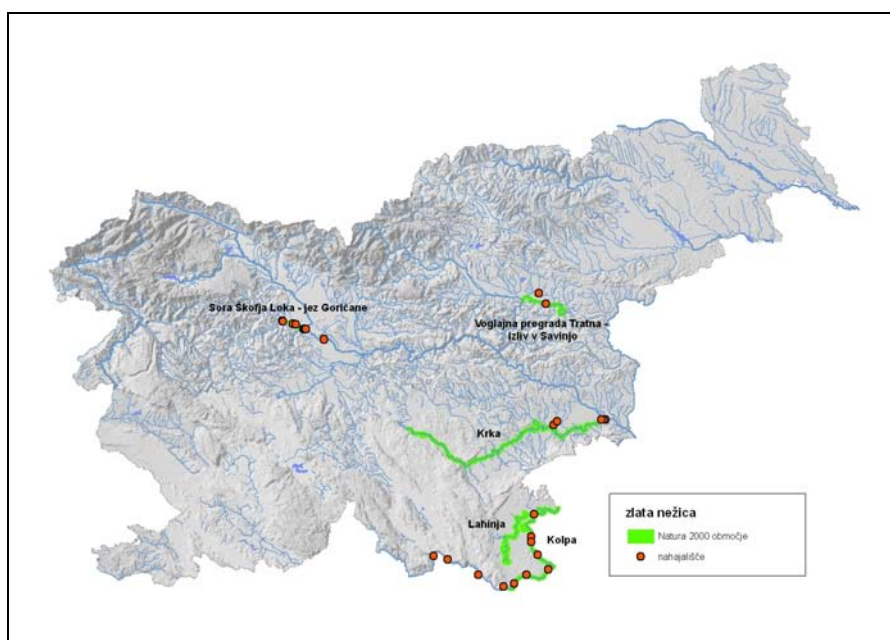 Sora Škofja Loka - jez Goričane
Voglajna pregrada Tratna -
izliv v Savinjo
Krka
Lahinja
Kolpa
zlata nežica
Natura 2000 območje
nahajališče